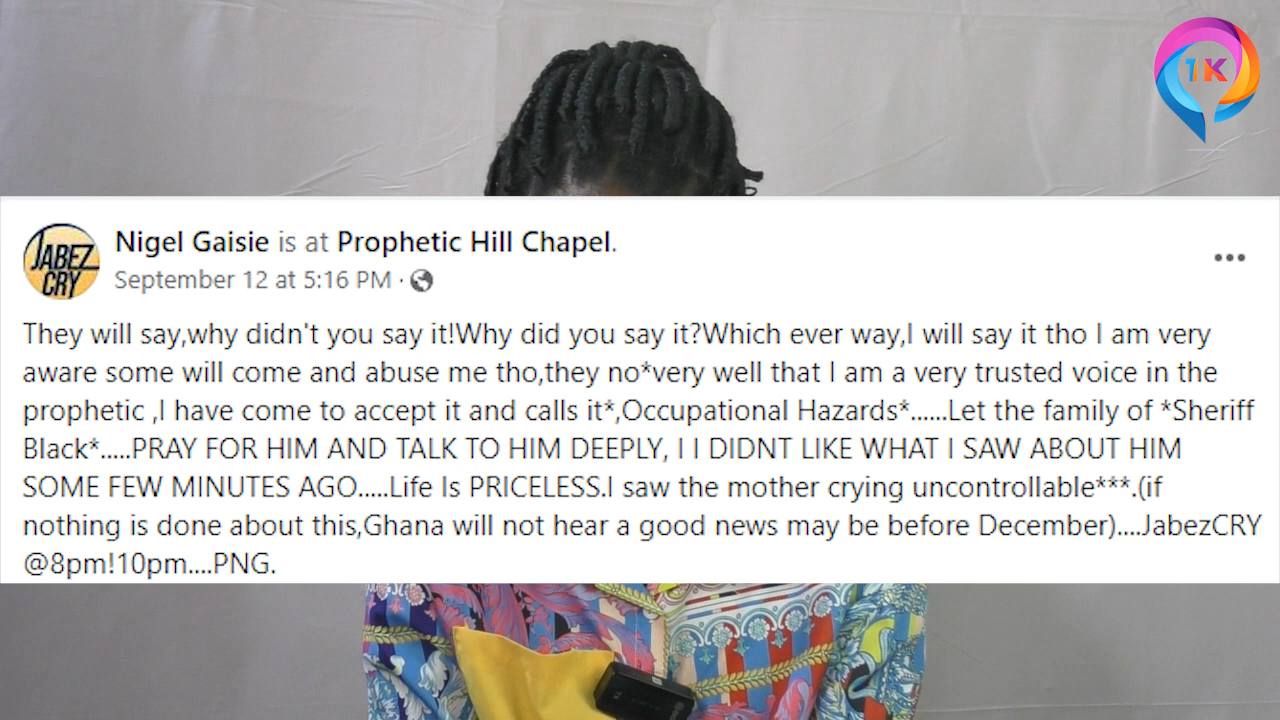 1K
Nigel Gaisie is at Prophetic Hill Chapel.
September 12 at 5:16 PM ·
They will say,why didn't you say it!Why did you say it?Which ever way,I will say it tho I am very
aware some will come and abuse me tho,they no*very well that I am a very trusted voice in the
prophetic ,I have come to accept it and calls it*,Occupational Hazards*......Let the family of *Sheriff
Black*.....PRAY FOR HIM AND TALK TO HIM DEEPLY, I I DIDNT LIKE WHAT I SAW ABOUT HIM
SOME FEW MINUTES AGO.....Life Is PRICELESS.I saw the mother crying uncontrollable***.(if
nothing is done about this,Ghana will not hear a good news may be before December)....JabezCRY
@8pm!10pm....PNG.
JABEZ
CRY